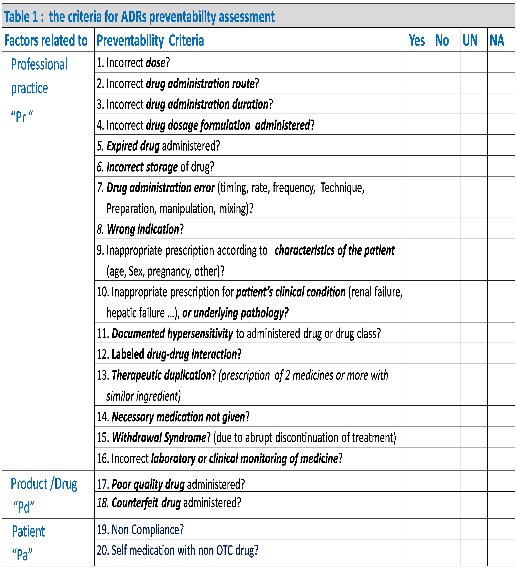 Table 1 : the criteria for ADRs preventability assessment
Factors related to Preventability Criteria Yes No UN NA
Professional practice "Pr "
1. Incorrect dose?
2. Incorrect drug administration route?
3. Incorrect drug administration duration?
4. Incorrect drug dosage formulation administered?
5. Expired drug administered?
6. Incorrect storage of drug?
7. Drug administration error (timing, rate, frequency, Technique,
Preparation, manipulation, mixing)?
8. Wrong Indication?
9. Inappropriate prescription according to characteristics of the patient
(age, Sex, pregnancy, other)?
10. Inappropriate prescription for patient's clinical condition (renal failure,
hepatic failure ...), or underlying pathology?
11. Documented hypersensitivity to administered drug or drug class?
12. Labeled drug-drug interaction?
13. Therapeutic duplication? (prescription of 2 medicines or more with
similar ingredient)
14. Necessary medication not given?
15. Withdrawal Syndrome? (due to abrupt discontinuation of treatment)
16. Incorrect laboratory or clinical monitoring of medicine?
Product /Drug "Pd"
17. Poor quality drug administered?
18. Counterfeit drug administered?
Patient "Pa"
19. Non Compliance?
20. Self medication with non OTC drug?